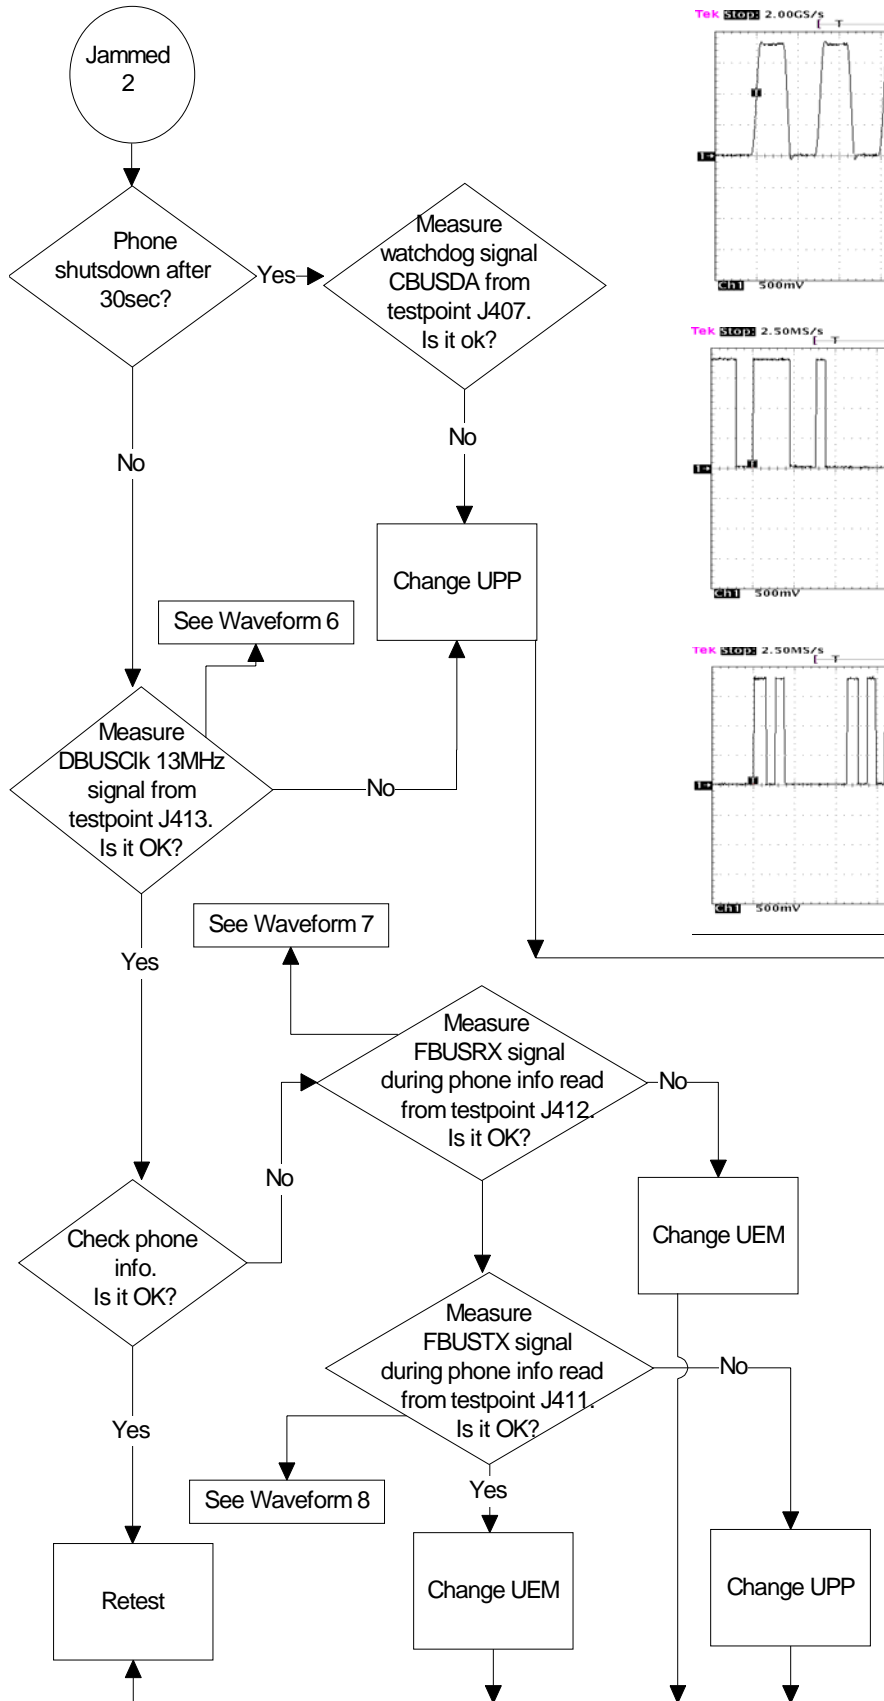 Jammed
2
Tek Stop: 2.00GS/s
[ T
T
1
Ch1 500mV
Phone
shutsdown after
30sec?
Yes
Measure
watchdog signal
CBUSDA from
testpoint J407.
Is it ok?
Tek Stop: 2.50MS/s
[ T
T
1
Ch1 500mV
No
No
Change UPP
See Waveform 6
Tek Stop: 2.50MS/s
[ T
T
1
Ch1 500mV
Measure
DBUSClk 13MHz
signal from
testpoint J413.
Is it OK?
No
See Waveform 7
Yes
Measure
FBUSRX signal
during phone info read
from testpoint J412.
Is it OK?
No
No
Change UEM
Check phone
info.
Is it OK?
Measure
FBUSTX signal
during phone info read
from testpoint J411.
Is it OK?
No
Yes
See Waveform 8
Yes
Retest
Change UEM
Change UPP